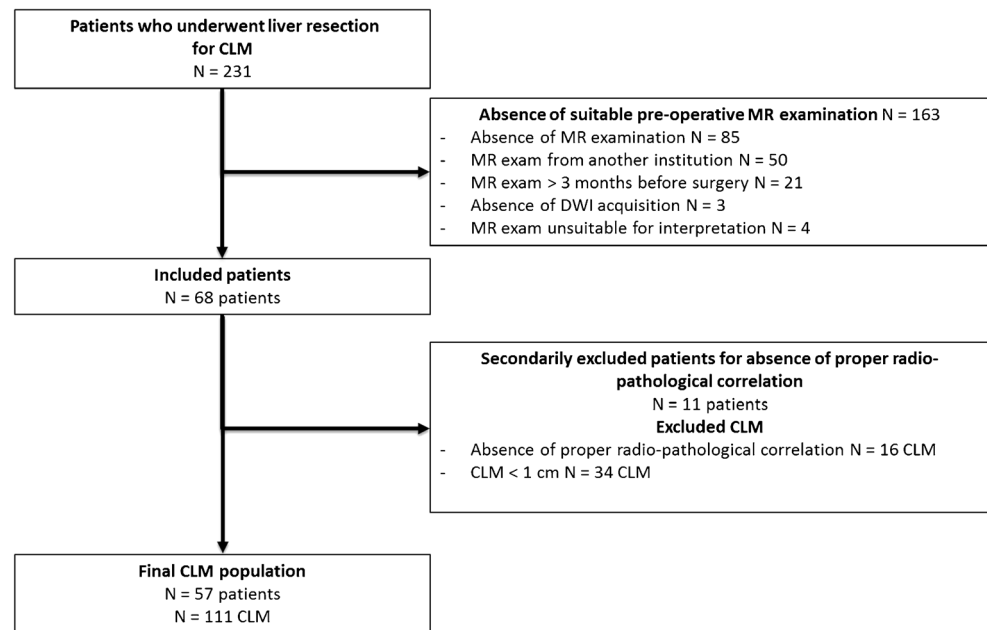 Patients who underwent liver resection
for CLM
N = 231
Absence of suitable pre-operative MR examination N = 163
- Absence of MR examination N = 85
- MR exam from another institution N = 50
- MR exam > 3 months before surgery N = 21
- Absence of DWI acquisition N = 3
- MR exam unsuitable for interpretation N = 4
Included patients
N = 68 patients
Secondarily excluded patients for absence of proper radio-
pathological correlation
N = 11 patients
Excluded CLM
- Absence of proper radio-pathological correlation N = 16 CLM
- CLM < 1 cm N = 34 CLM
Final CLM population
N = 57 patients
N = 111 CLM